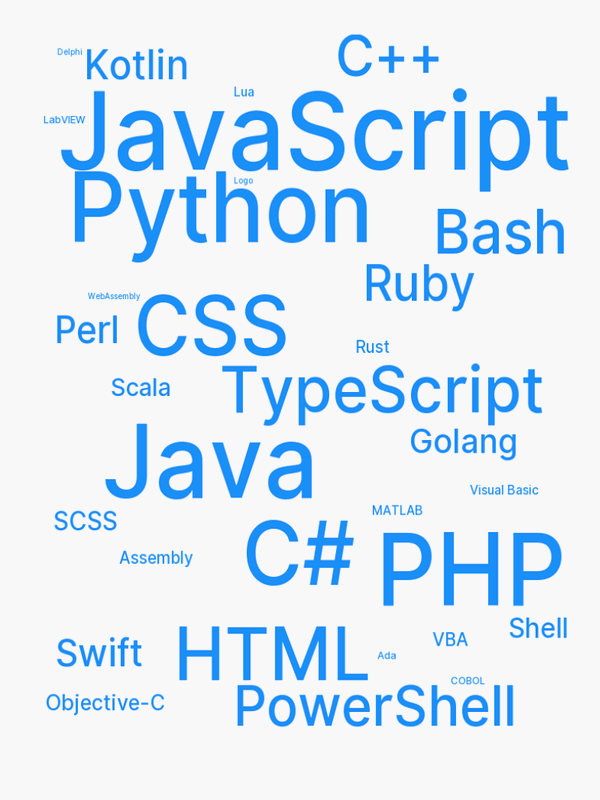 C++
Delphi
Kotlin
Lua
LabVIEW
JavaScript
Logo
Python
Bash
Ruby
WebAssembly
CSS
Perl
Rust
Scala
TypeScript
Golang
Java
Visual Basic
MATLAB
SCSS
C#
Assembly
PHP
Shell
VBA
Swift
HTML
Ada
COBOL
Objective-C
PowerShell